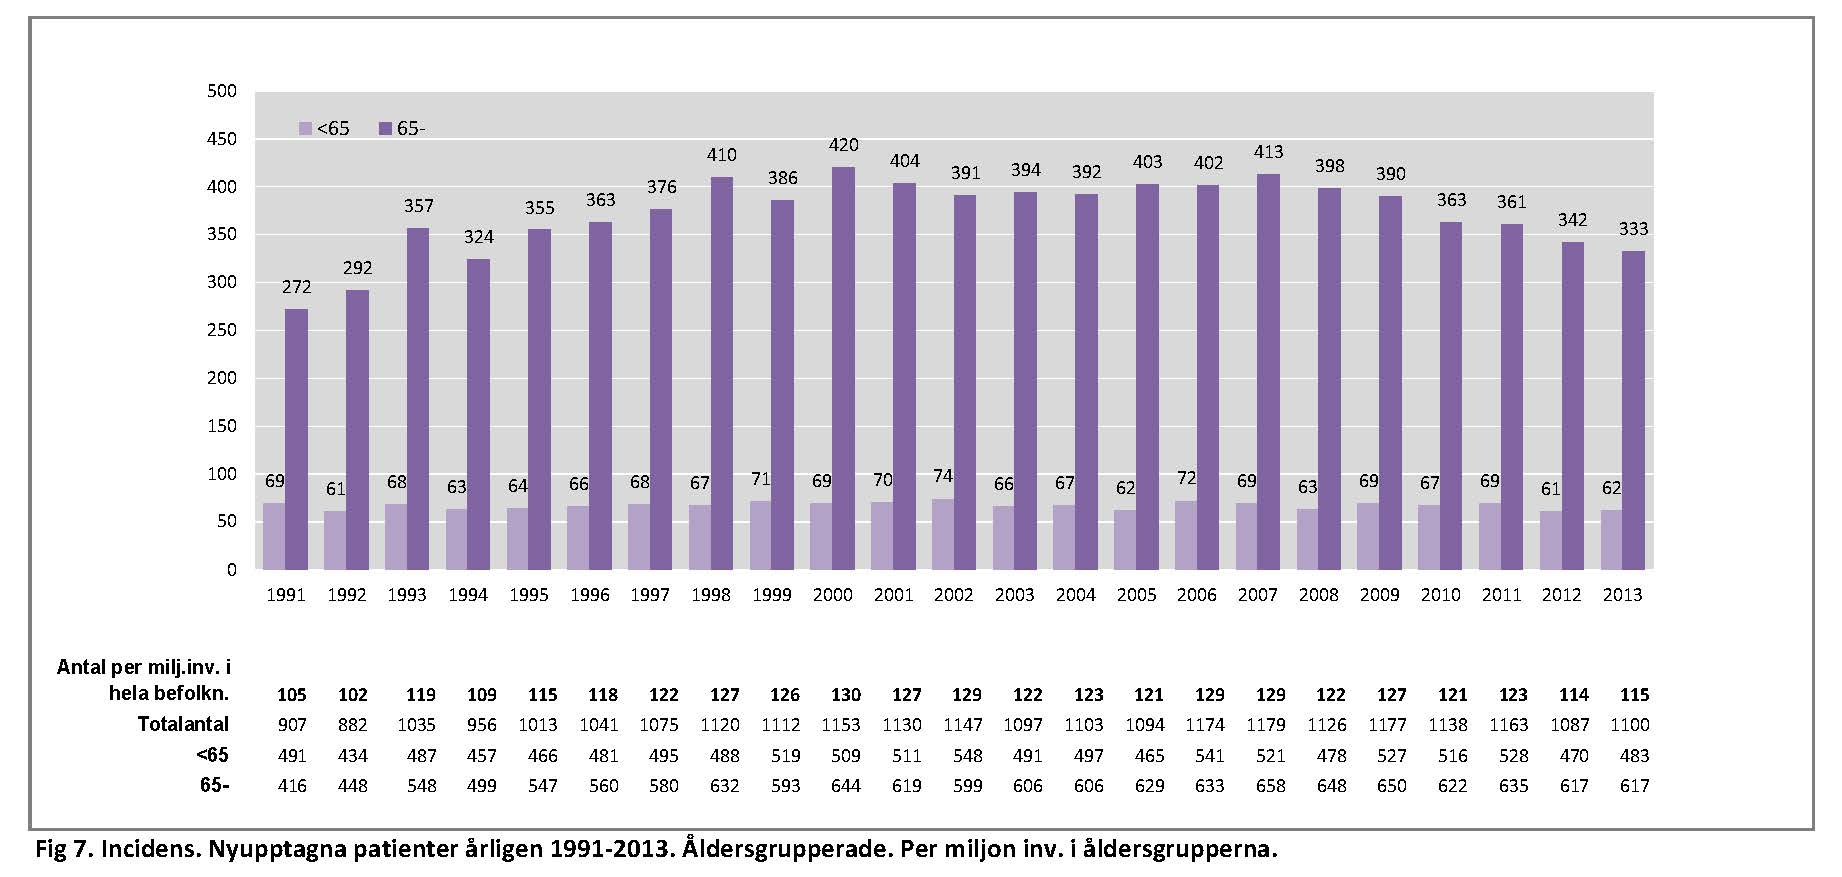 500
450
400
350
300
250
200
150
100
50
0
<65 65-
272 292 357 324 355 363 376 410 386 420 404 391 394 392 403 402 413 398 390 363 361 342 333
69 61 68 63 64 66 68 67 71 69 70 74 66 67 62 72 69 63 69 67 69 61 62
1991 1992 1993 1994 1995 1996 1997 1998 1999 2000 2001 2002 2003 2004 2005 2006 2007 2008 2009 2010 2011 2012 2013
Antal per milj.inv. i
hela befolkn. 105 102 119 109 115 118 122 127 126 130 127 129 122 123 121 129 129 122 127 121 123 114 115
Totalantal 907 882 1035 956 1013 1041 1075 1120 1112 1153 1130 1147 1097 1103 1094 1174 1179 1126 1177 1138 1163 1087 1100
<65 491 434 487 457 466 481 495 488 519 509 511 548 491 497 465 541 521 478 527 516 528 470 483
65- 416 448 548 499 547 560 580 632 593 644 619 599 606 606 629 633 658 648 650 622 635 617 617
Fig 7. Incidens. Nyupptagna patienter årligen 1991-2013. Åldersgrupperade. Per miljon inv. i åldersgrupperna.